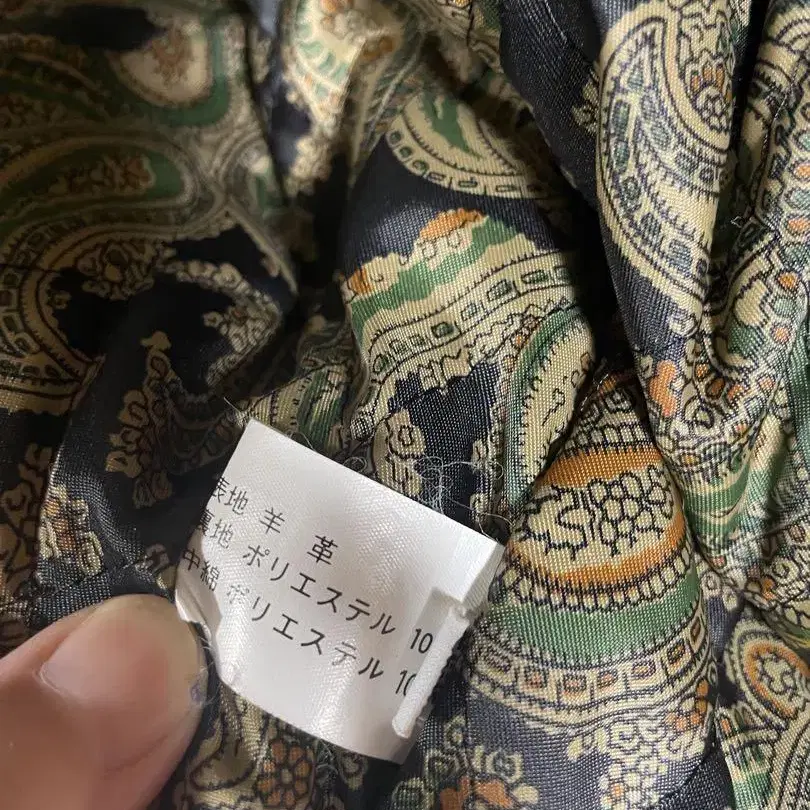 表地 羊 革
裏地 ポリエステル 10
中綿 ポリエステル 10